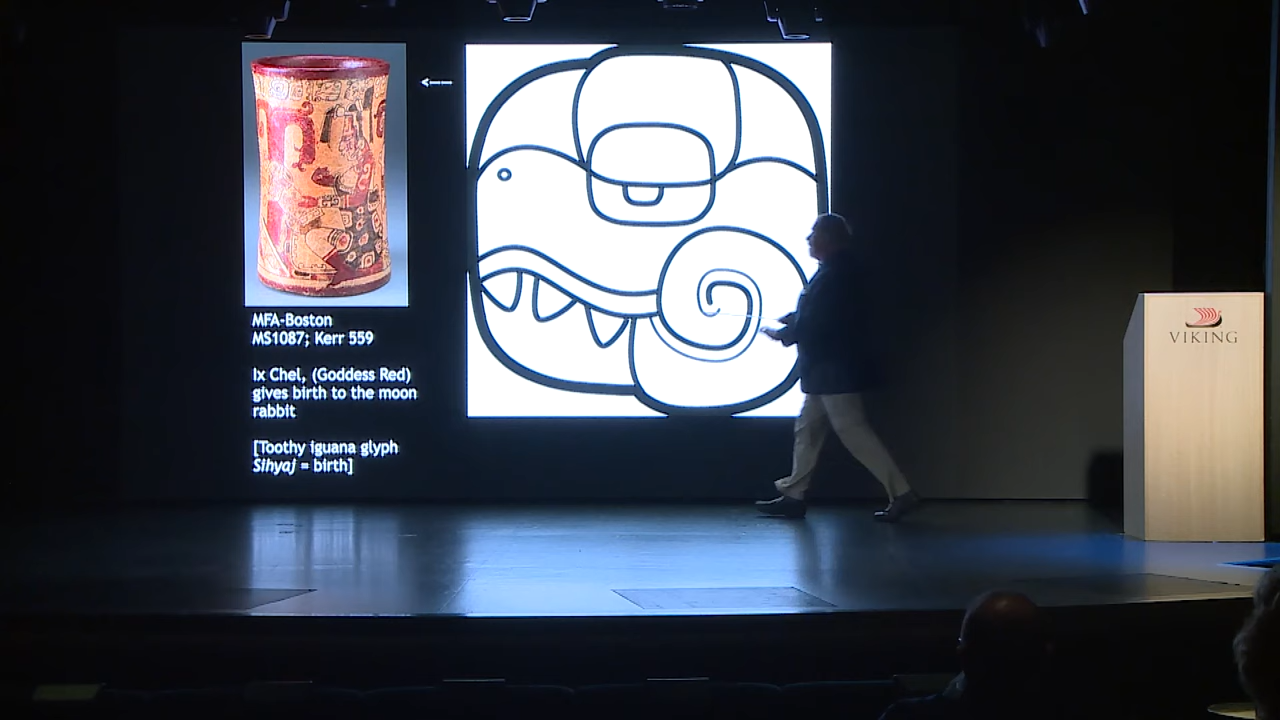 MFA-Boston
MS1087; Kerr 559
Ix Chel, (Goddess Red)
gives birth to the moon
rabbit
[Toothy iguana glyph
Sihyaj = birth]
VIKING